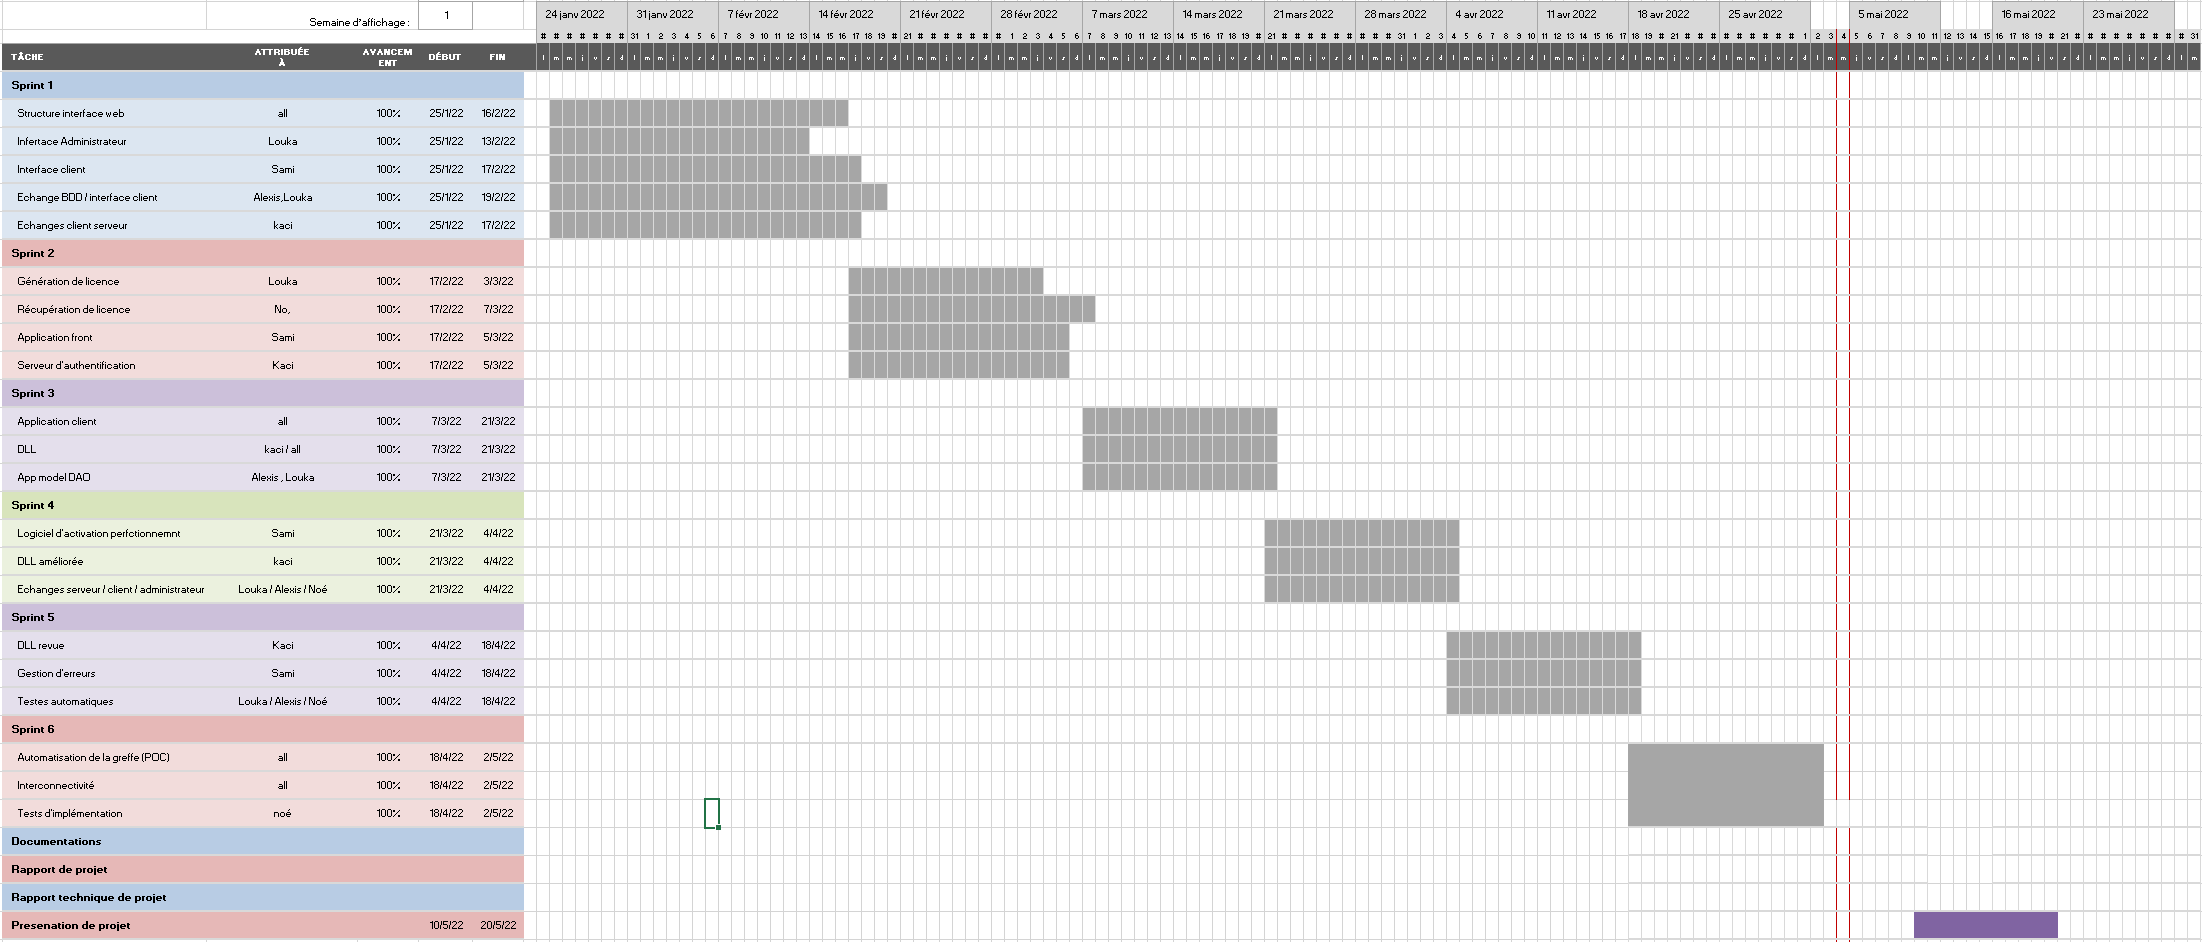 Semaine d'affichage : 1 24 janv 2022 31 janv 2022 7 févr 2022 14 févr 2022 21 févr 2022 28 févr 2022 7 mars 2022 14 mars 2022 21 mars 2022 28 mars 2022 4 avr 2022 11 avr 2022 18 avr 2022 25 avr 2022 5 mai 2022 16 mai 2022 23 mai 2022
TÂCHE ATTRIBUÉE À AVANCEMENT DÉBUT FIN
Sprint 1
Structure interface web all 100% 25/1/22 16/2/22
Infertace Administrateur Louka 100% 25/1/22 13/2/22
Interface client Sami 100% 25/1/22 17/2/22
Echange BDD / interface client Alexis,Louka 100% 25/1/22 19/2/22
Echanges client serveur kaci 100% 25/1/22 17/2/22
Sprint 2
Génération de licence Louka 100% 17/2/22 3/3/22
Récupération de licence No, 100% 17/2/22 7/3/22
Application front Sami 100% 17/2/22 5/3/22
Serveur d'authentification Kaci 100% 17/2/22 5/3/22
Sprint 3
Application client all 100% 7/3/22 21/3/22
DLL kaci / all 100% 7/3/22 21/3/22
App model DAO Alexis , Louka 100% 7/3/22 21/3/22
Sprint 4
Logiciel d'activation perfctionnemnt Sami 100% 21/3/22 4/4/22
DLL améliorée kaci 100% 21/3/22 4/4/22
Echanges serveur / client / administrateur Louka / Alexis / Noé 100% 21/3/22 4/4/22
Sprint 5
DLL revue Kaci 100% 4/4/22 18/4/22
Gestion d'erreurs Sami 100% 4/4/22 18/4/22
Testes automatiques Louka / Alexis / Noé 100% 4/4/22 18/4/22
Sprint 6
Automatisation de la greffe (POC) all 100% 18/4/22 2/5/22
Interconnectivité all 100% 18/4/22 2/5/22
Tests d'implémentation noé 100% 18/4/22 2/5/22
Documentations
Rapport de projet
Rapport technique de projet
Presenation de projet 10/5/22 20/5/22